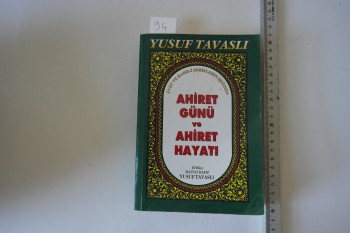 94
YUSUF TAVASLI
AHİRET
GÜNÜ
ve
AHİRET
HAYATI
YUSUF TAVASLI